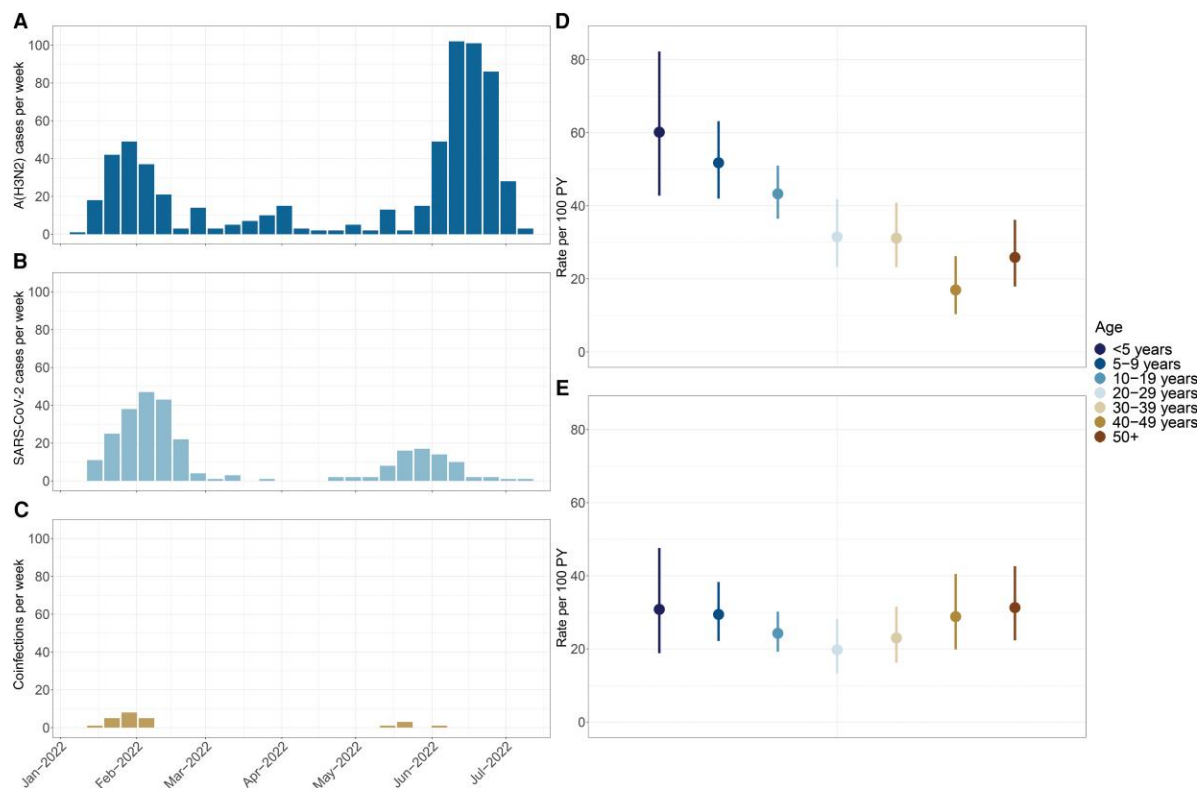 A
A(H3N2) cases per week
100
80
60
40
20
0
B
SARS-CoV-2 cases per week
100
80
60
40
20
0
C
Coinfections per week
100
80
60
40
20
0
Jan-2022
Feb-2022
Mar-2022
Apr-2022
May-2022
Jun-2022
Jul-2022
D
Rate per 100 PY
80
60
40
20
0
E
Rate per 100 PY
80
60
40
20
0
Age
<5 years
5-9 years
10-19 years
20-29 years
30-39 years
40-49 years
50+